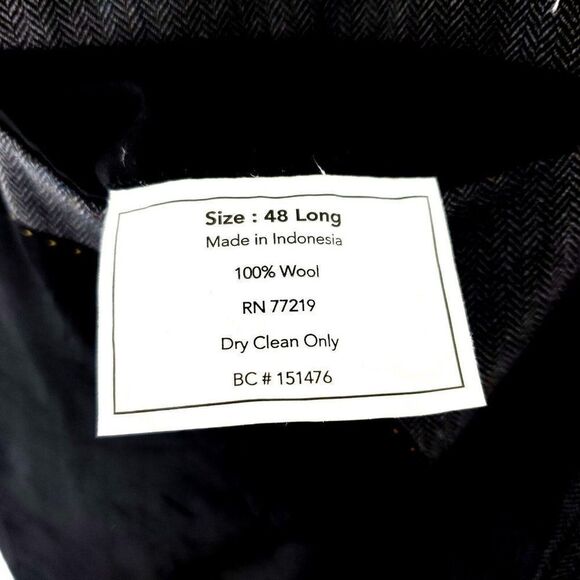 Size : 48 Long
Made in Indonesia
100% Wool
RN 77219
Dry Clean Only
BC # 151476